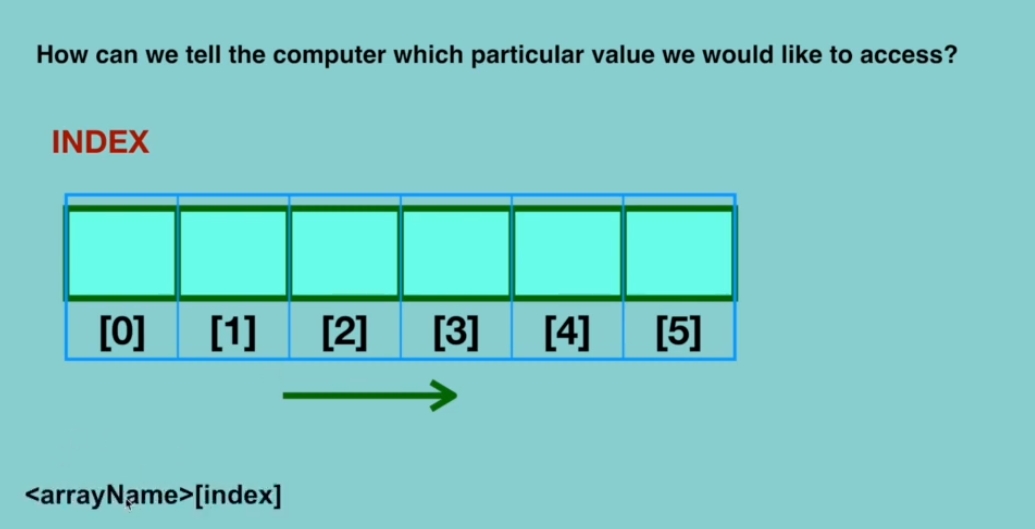 How can we tell the computer which particular value we would like to access?
INDEX
[0] [1] [2] [3] [4] [5]
<arrayName>[index]